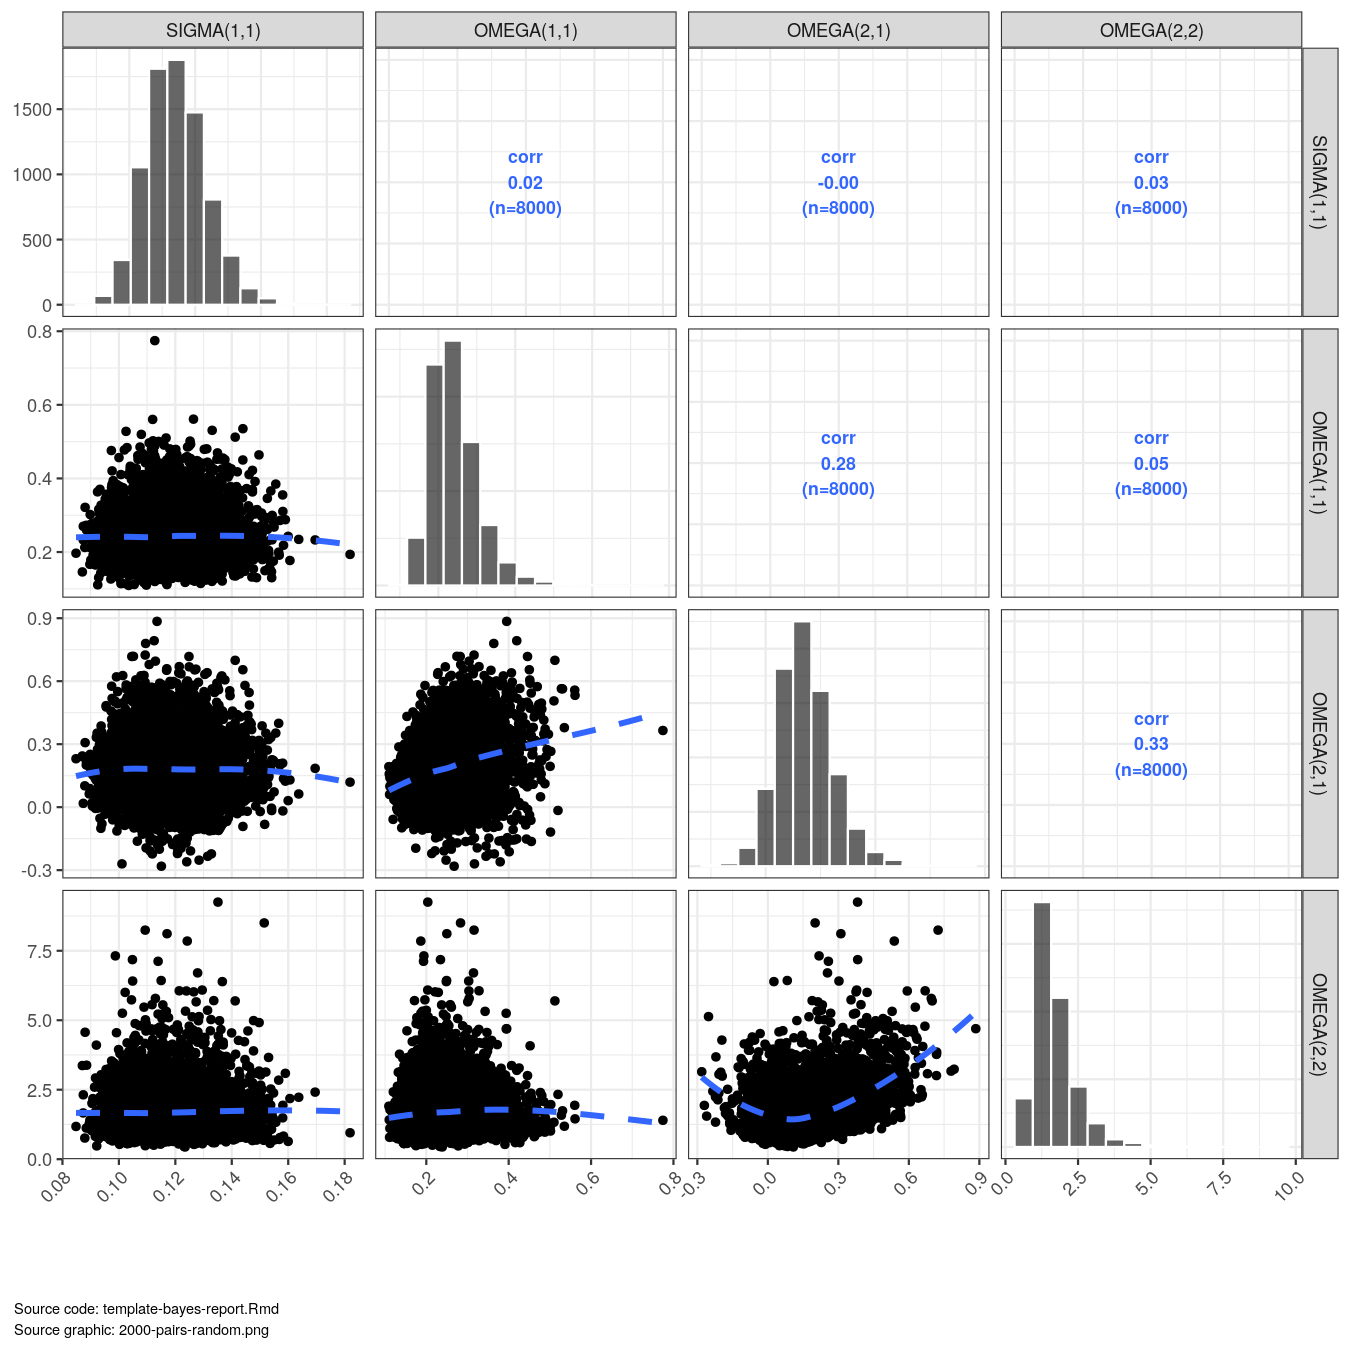 SIGMA(1,1) OMEGA(1,1) OMEGA(2,1) OMEGA(2,2)
1500
1000
500
0
corr
0.02
(n=8000)
corr
-0.00
(n=8000)
corr
0.03
(n=8000)
SIGMA(1,1)
0.8
0.6
0.4
0.2
corr
0.28
(n=8000)
corr
0.05
(n=8000)
OMEGA(1,1)
0.9
0.6
0.3
0.0
-0.3
corr
0.33
(n=8000)
OMEGA(2,1)
7.5
5.0
2.5
0.0
OMEGA(2,2)
0.08 0.10 0.12 0.14 0.16 0.18
0.2 0.4 0.6 0.8
-0.3 0.0 0.3 0.6 0.9
0.0 2.5 5.0 7.5 10.0
Source code: template-bayes-report.Rmd
Source graphic: 2000-pairs-random.png